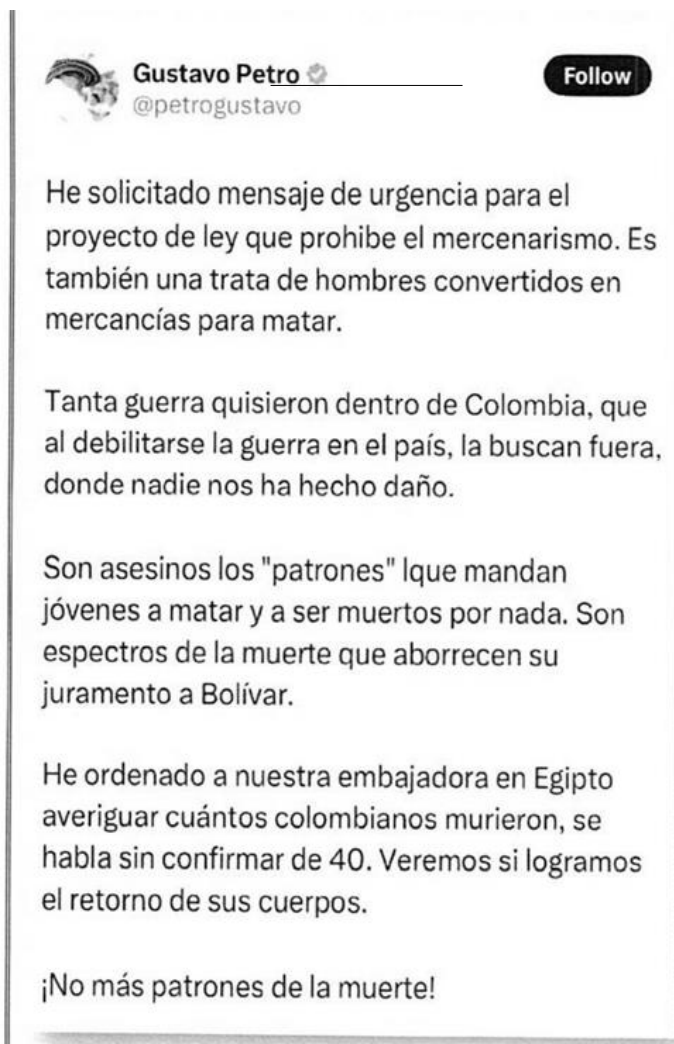 Gustavo Petro
Follow
@petrogustavo
He solicitado mensaje de urgencia para el
proyecto de ley que prohibe el mercenarismo. Es
también una trata de hombres convertidos en
mercancías para matar.
Tanta guerra quisieron dentro de Colombia, que
al debilitarse la guerra en el país, la buscan fuera,
donde nadie nos ha hecho daño.
Son asesinos los "patrones" lque mandan
jóvenes a matar y a ser muertos por nada. Son
espectros de la muerte que aborrecen su
juramento a Bolívar.
He ordenado a nuestra embajadora en Egipto
averiguar cuántos colombianos murieron, se
habla sin confirmar de 40. Veremos si logramos
el retorno de sus cuerpos.
¡No más patrones de la muerte!